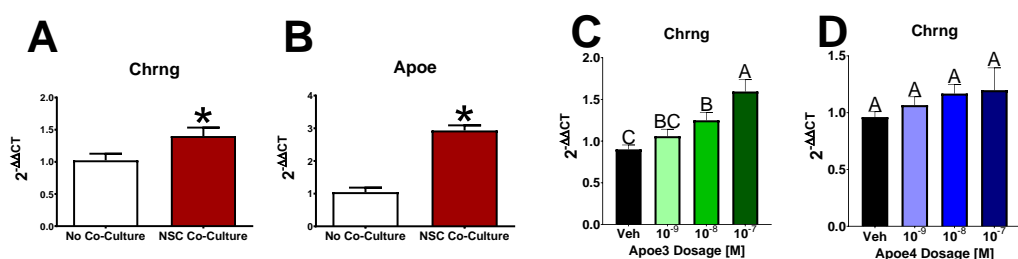 A
Chrng
2-ΔΔCT
2.0
1.5
1.0
0.5
0.0
*
No Co-Culture NSC Co-Culture
B
Apoe
2-ΔΔCT
4
3
2
1
0
*
No Co-Culture NSC Co-Culture
C
Chrng
2-ΔΔCT
2.0
1.5
1.0
0.5
0.0
C BC B A
Veh 10-9 10-8 10-7
Apoe3 Dosage [M]
D
Chrng
2-ΔΔCT
1.5
1.0
0.5
0.0
A A A A
Veh 10-9 10-8 10-7
Apoe4 Dosage [M]